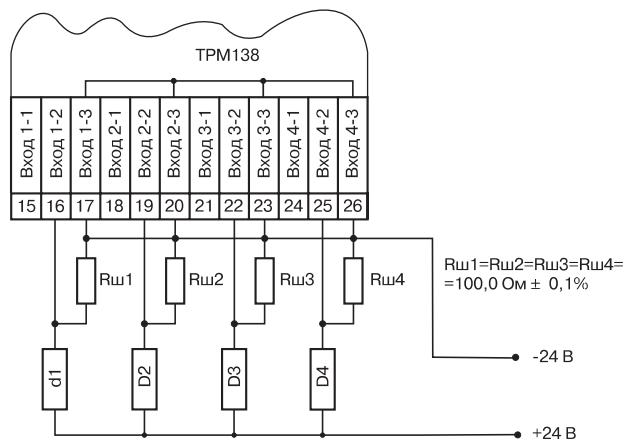 ТРМ138
Вход 1-1
Вход 1-2
Вход 1-3
Вход 2-1
Вход 2-2
Вход 2-3
Вход 3-1
Вход 3-2
Вход 3-3
Вход 4-1
Вход 4-2
Вход 4-3
15 16 17 18 19 20 21 22 23 24 25 26
Rш1 Rш2 Rш3 Rш4
Rш1=Rш2=Rш3=Rш4=
=100,0 Ом ± 0,1%
d1 D2 D3 D4
-24 В
+24 В